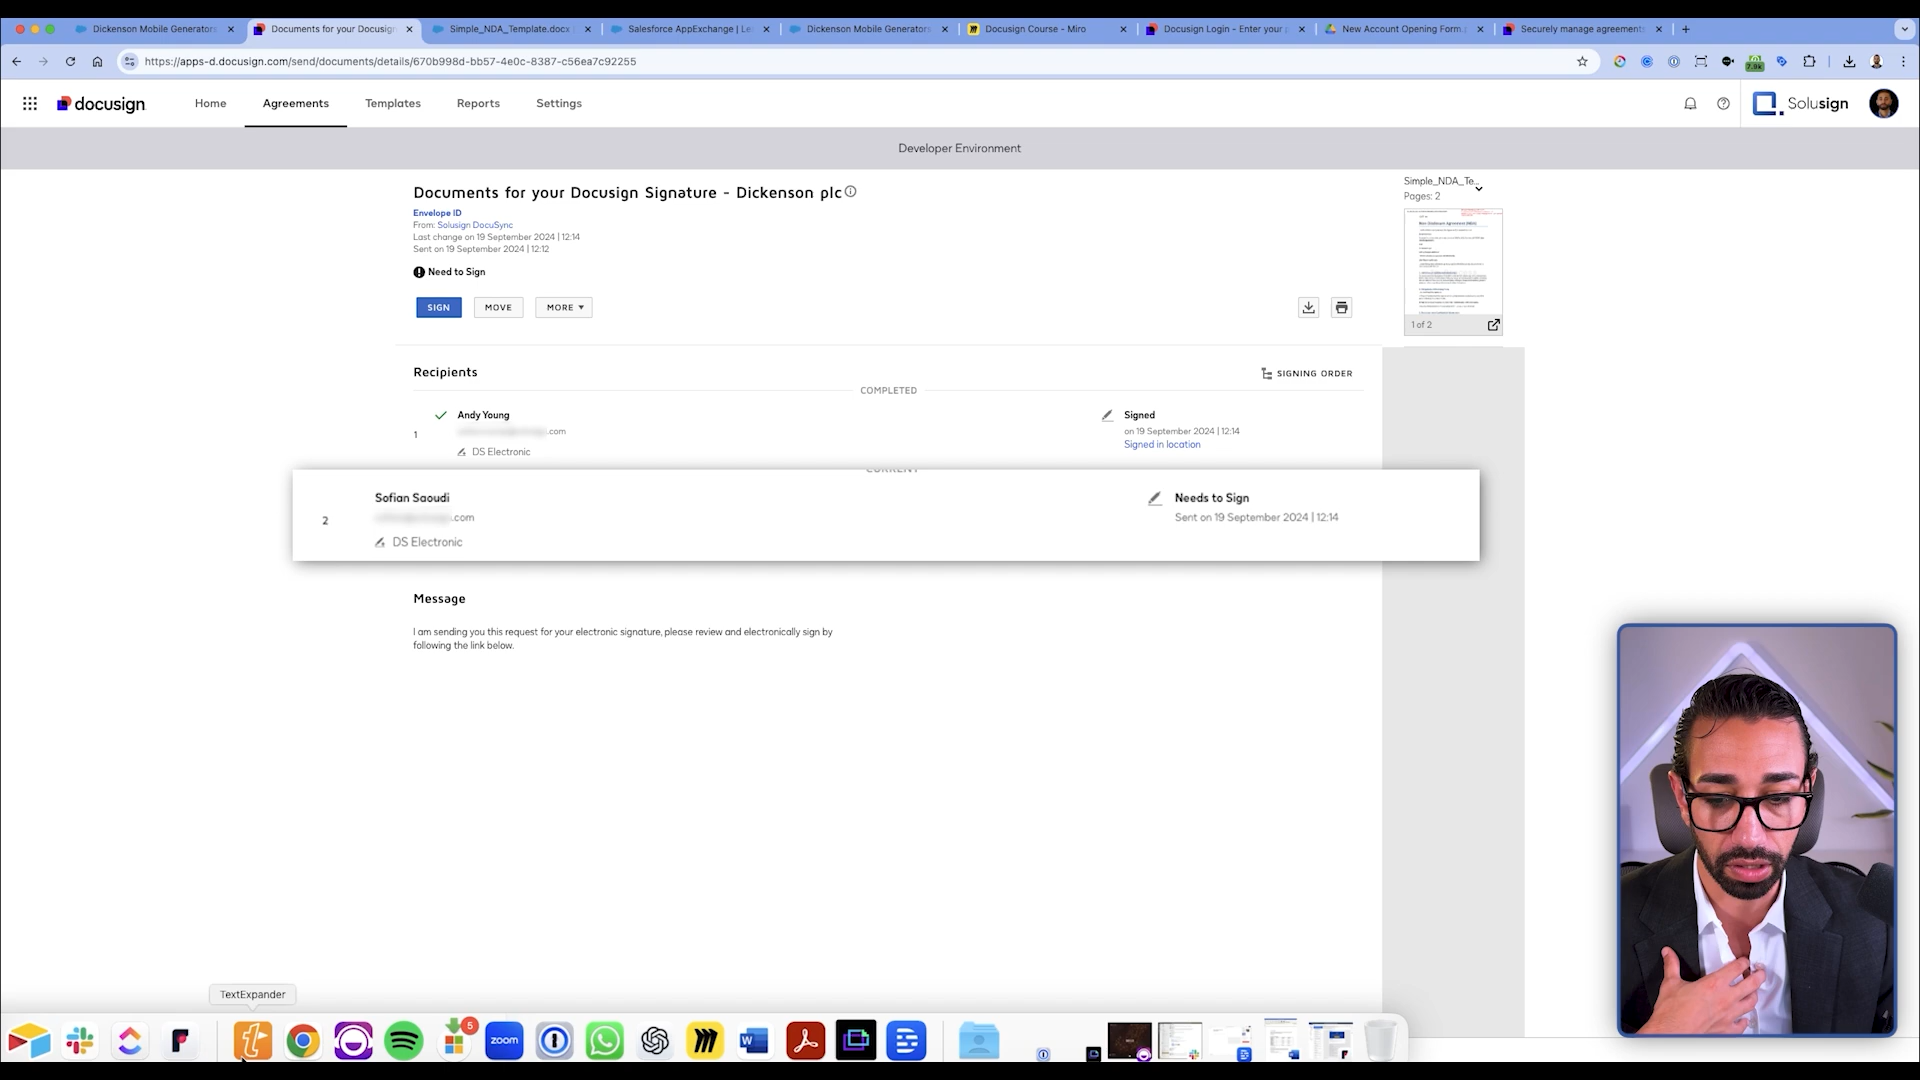 Dickenson Mobile Generators
Documents for your Docusign
Simple_NDA_Template.docx
Salesforce AppExchange | Le
Dickenson Mobile Generators
Docusign Course - Miro
Docusign Login - Enter your p
New Account Opening Form.
Securely manage agreements
https://apps-d.docusign.com/send/documents/details/670b998d-bb57-4e0c-8387-c56ea7c92255
7.9k
docusign
Home
Agreements
Templates
Reports
Settings
Solusign
Developer Environment
Documents for your Docusign Signature - Dickenson plc
Envelope ID
From: Solusign DocuSync
Last change on 19 September 2024 | 12:14
Sent on 19 September 2024 | 12:12
Need to Sign
SIGN
MOVE
MORE
Simple_NDA_Te...
Pages: 2
1 of 2
Recipients
SIGNING ORDER
COMPLETED
1
Andy Young
.com
DS Electronic
Signed
on 19 September 2024 | 12:14
Signed in location
CURRENT
2
Sofian Saoudi
.com
DS Electronic
Needs to Sign
Sent on 19 September 2024 | 12:14
Message
I am sending you this request for your electronic signature, please review and electronically sign by
following the link below.
TextExpander
5
zoom